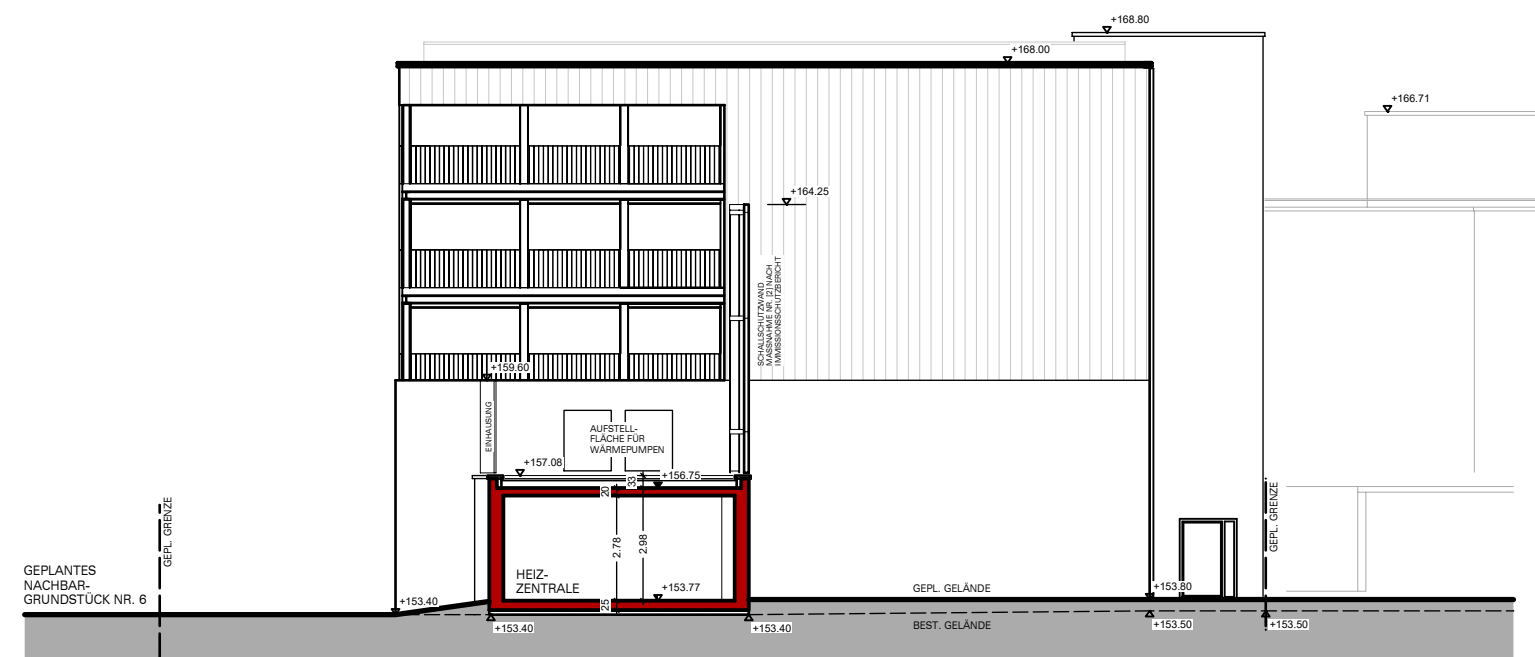 +168.80
+168.00
+166.71
+164.25
SCHALLSCHUTZWAND
MASSNAHME NR. [2] NACH
IMMISSIONSSCHUTZBERICHT
+159.60
EINHAUSUNG
AUFSTELL-
FLÄCHE FÜR
WÄRMEPUMPEN
+157.08
+156.75
33
20
2.78
2.98
25
GEPL. GRENZE
GEPL. GRENZE
GEPLANTES
NACHBAR-
GRUNDSTÜCK NR. 6
HEIZ-
ZENTRALE
+153.77
+153.40
GEPL. GELÄNDE
+153.80
+153.40
+153.40
BEST. GELÄNDE
+153.50
+153.50